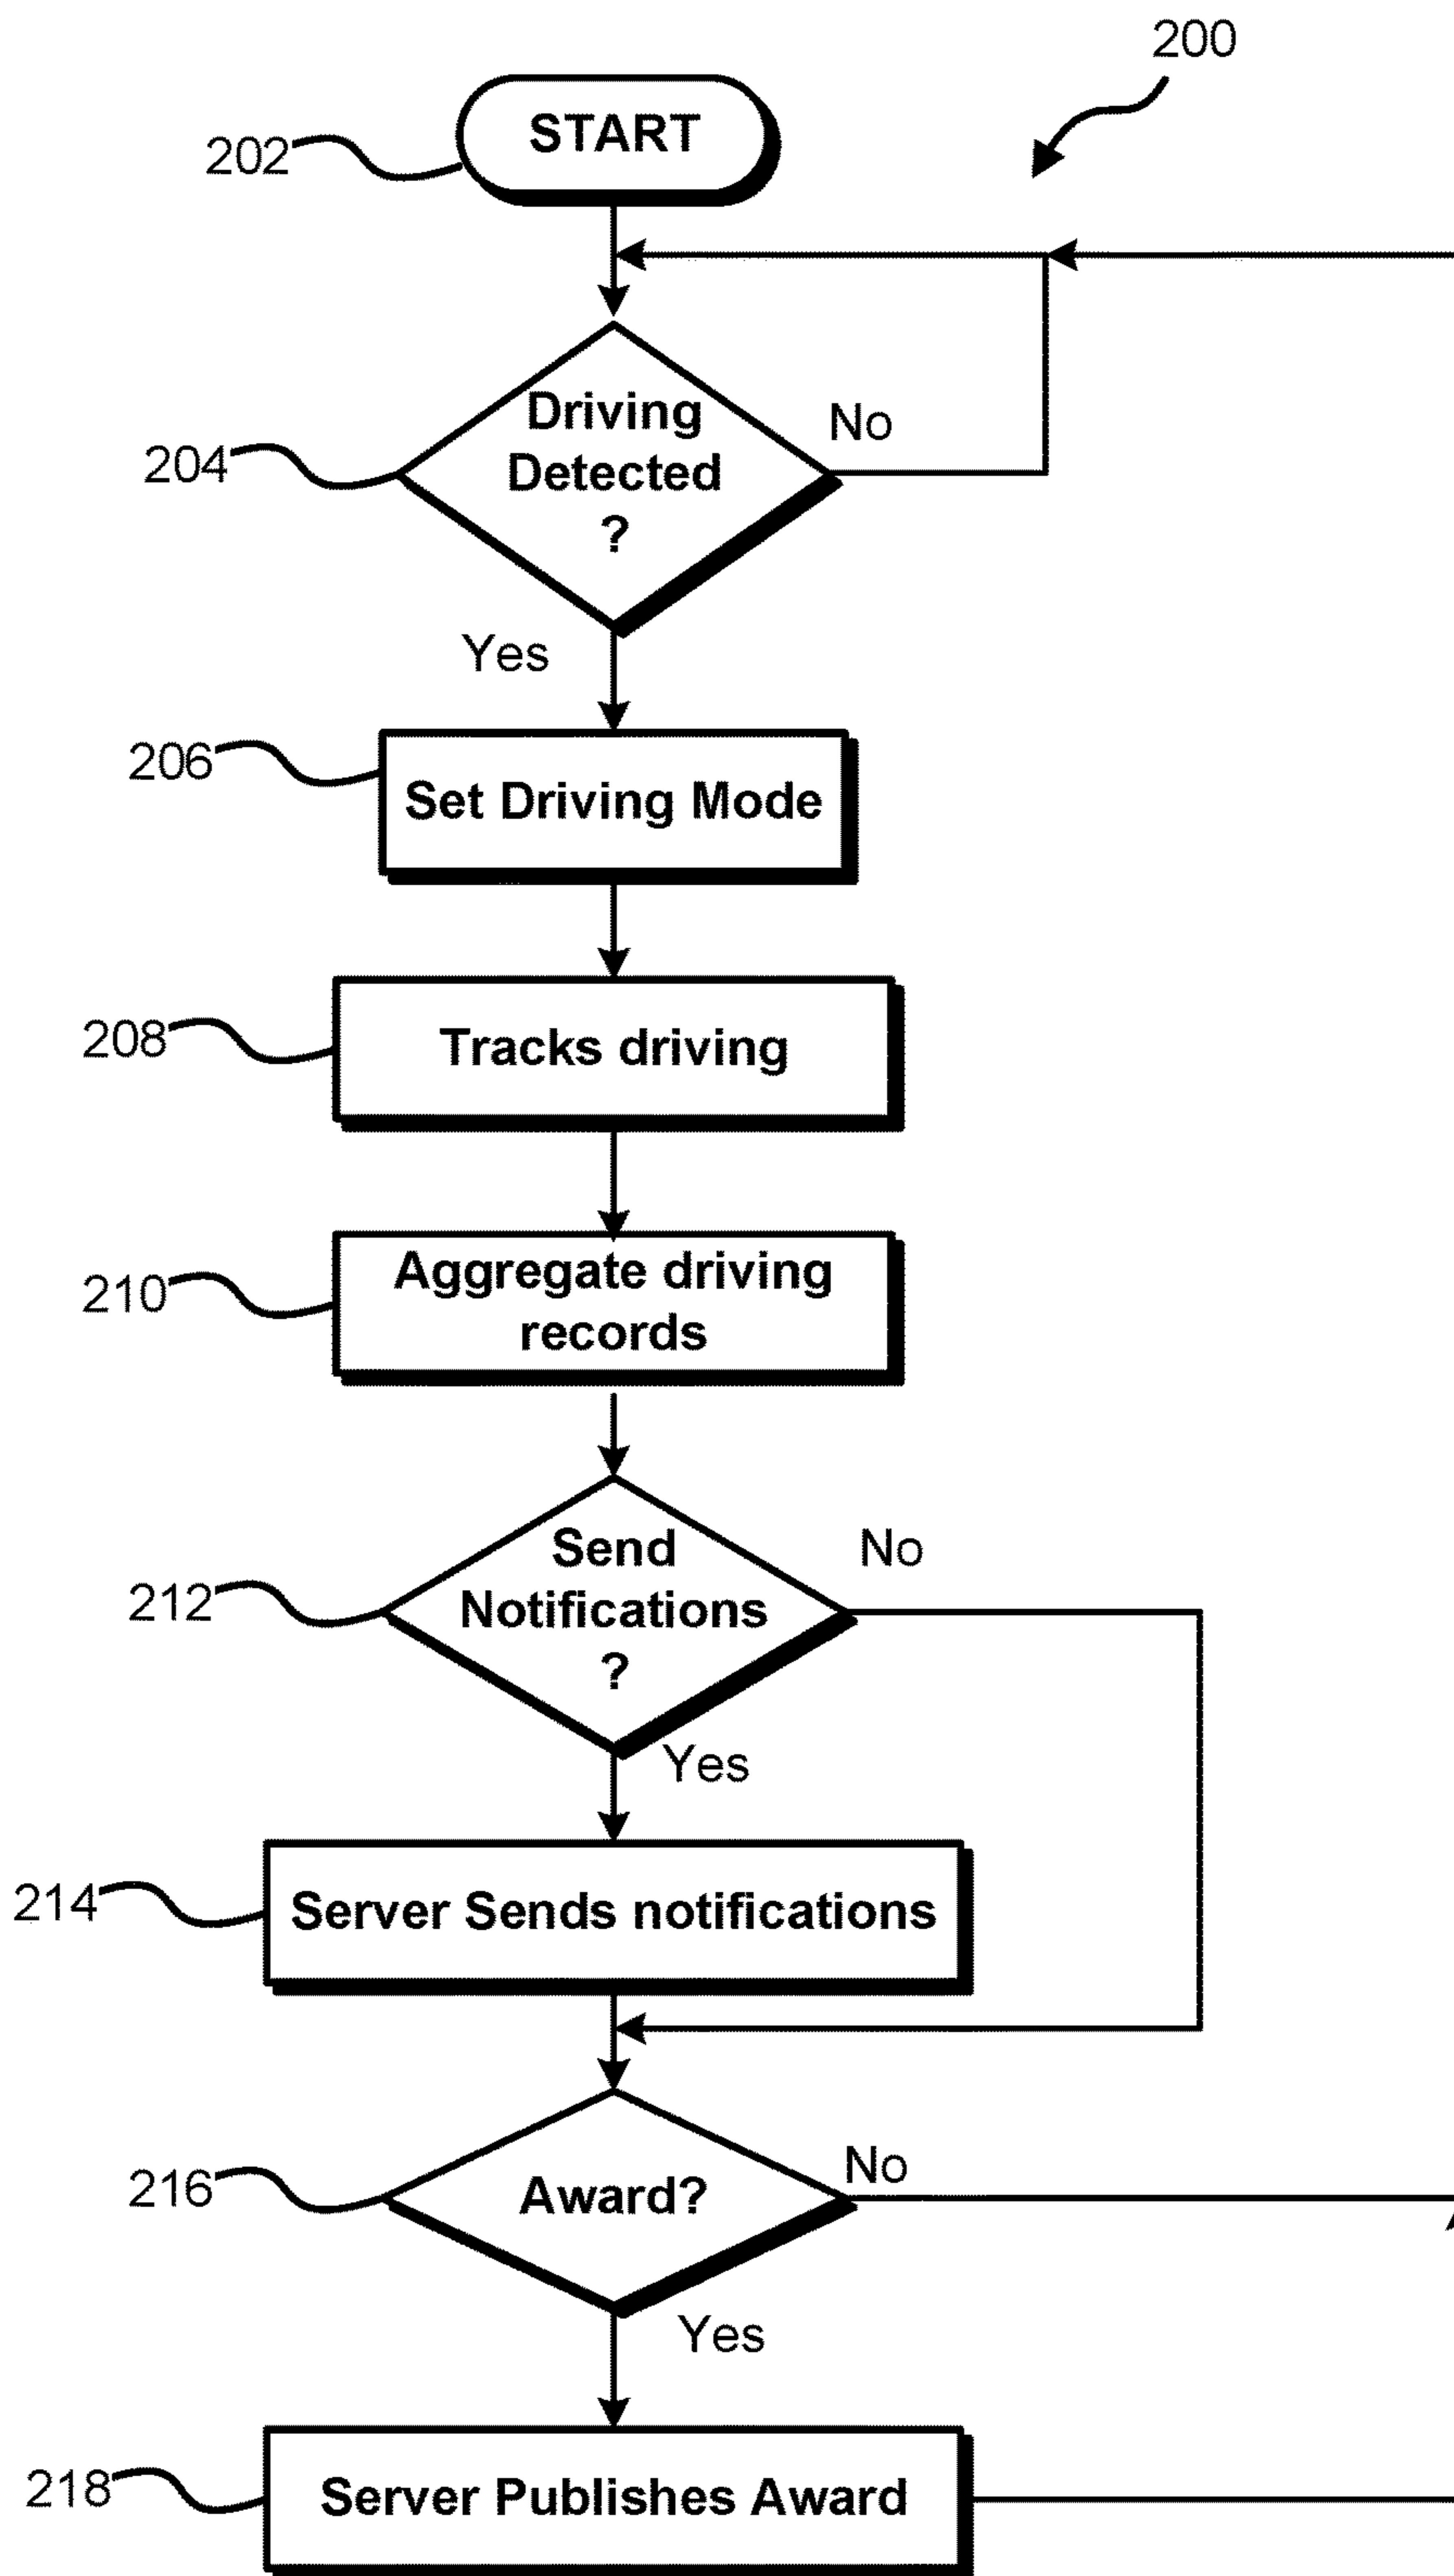 200
START
202
Driving
Detected
?
No
204
Yes
206
Set Driving Mode
208
Tracks driving
210
Aggregate driving
records
Send
Notifications
?
No
212
Yes
214
Server Sends notifications
216
Award?
No
Yes
218
Server Publishes Award